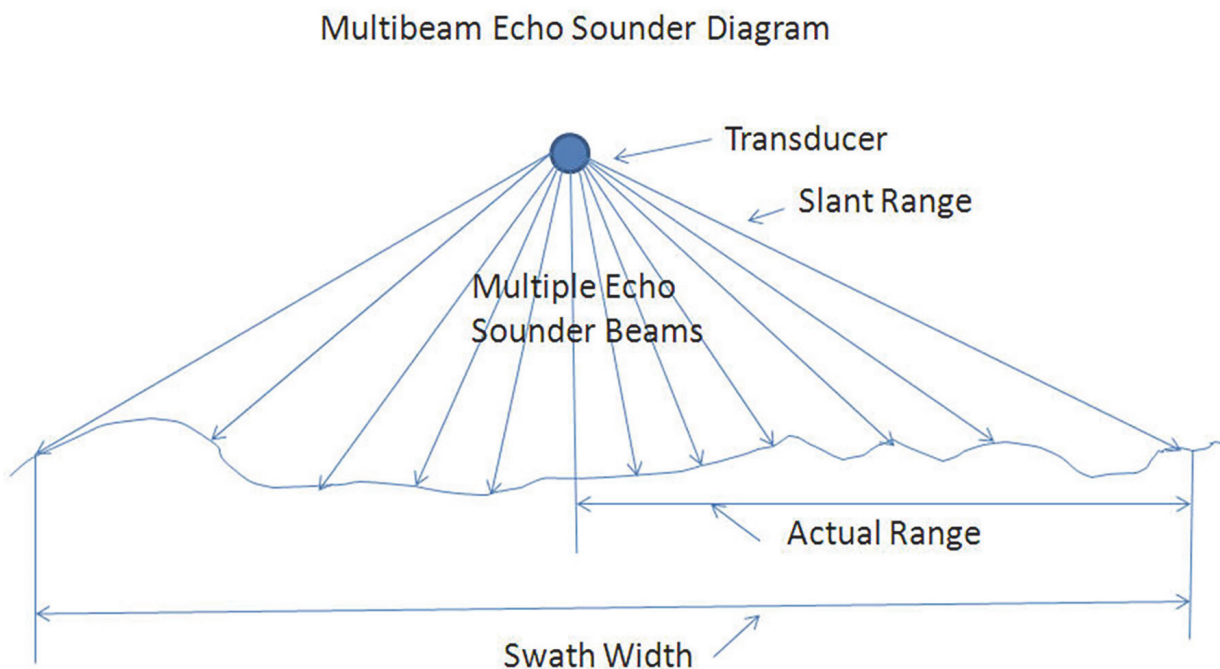 Multibeam Echo Sounder Diagram
Transducer
Slant Range
Multiple Echo
Sounder Beams
Actual Range
Swath Width